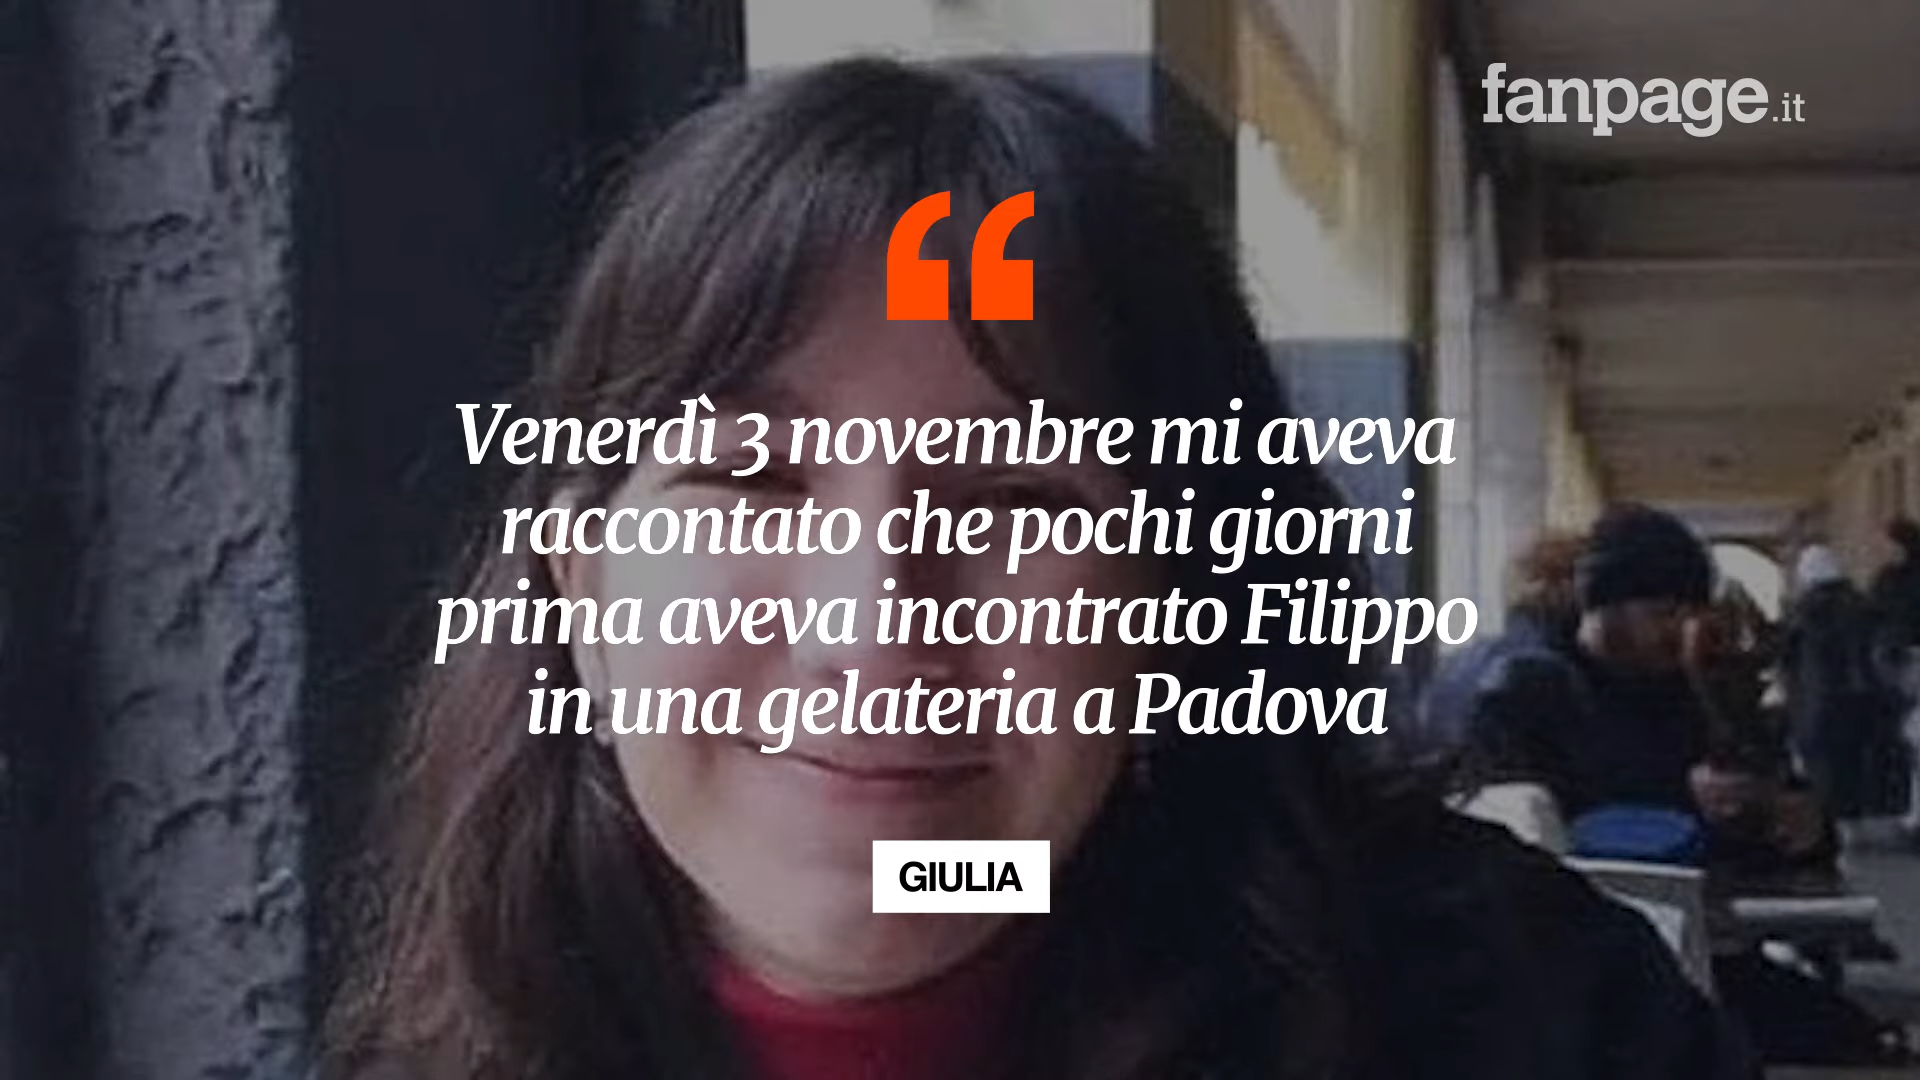 fanpage.it
“
Venerdì 3 novembre mi aveva
raccontato che pochi giorni
prima aveva incontrato Filippo
in una gelateria a Padova
GIULIA